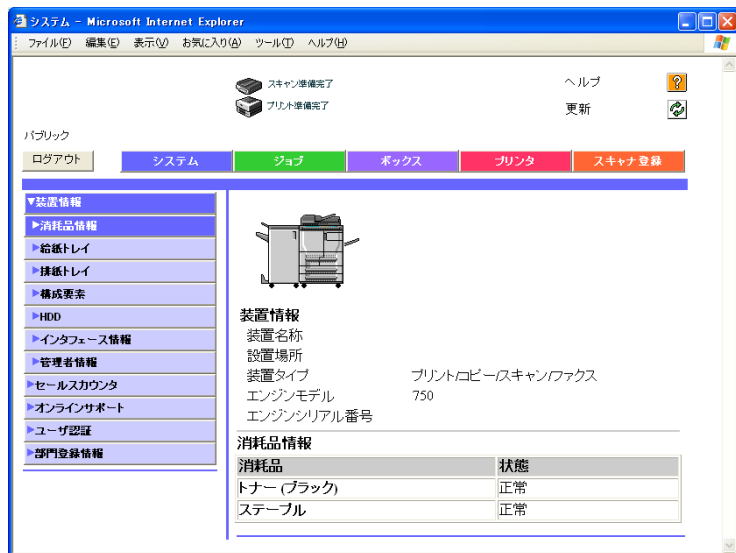 システム - Microsoft Internet Explorer
ファイル(F) 編集(E) 表示(V) お気に入り(A) ツール(T) ヘルプ(H)
スキャン準備完了
ヘルプ
?
プリント準備完了
更新
パブリック
ログアウト
システム ジョブ ボックス プリンタ スキャナ登録
▼装置情報
▶消耗品情報
▶給紙トレイ
▶排紙トレイ
▶構成要素
▶HDD
▶インタフェース情報
▶管理者情報
▶セールスカウンタ
▶オンラインサポート
▶ユーザ認証
▶部門登録情報
装置情報
装置名称
設置場所
装置タイプ プリント/コピー/スキャン/ファクス
エンジンモデル 750
エンジンシリアル番号
消耗品情報
消耗品 状態
トナー (ブラック) 正常
ステープル 正常